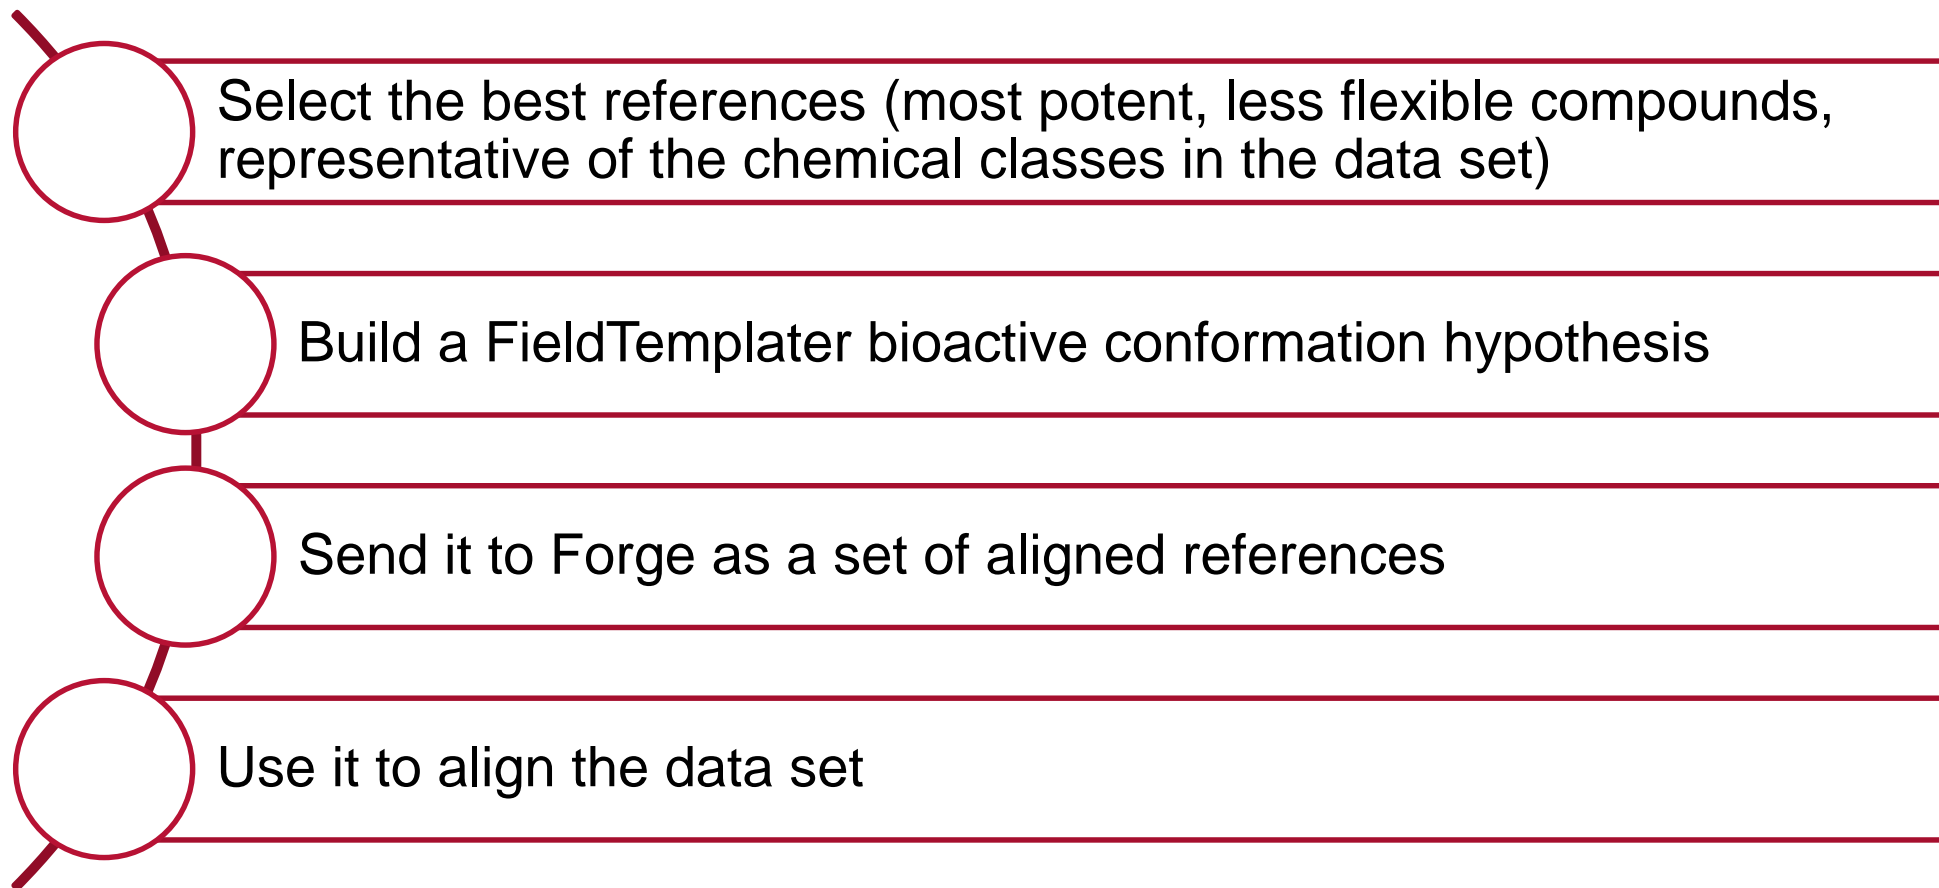 Select the best references (most potent, less flexible compounds,
representative of the chemical classes in the data set)
Build a FieldTemplater bioactive conformation hypothesis
Send it to Forge as a set of aligned references
Use it to align the data set